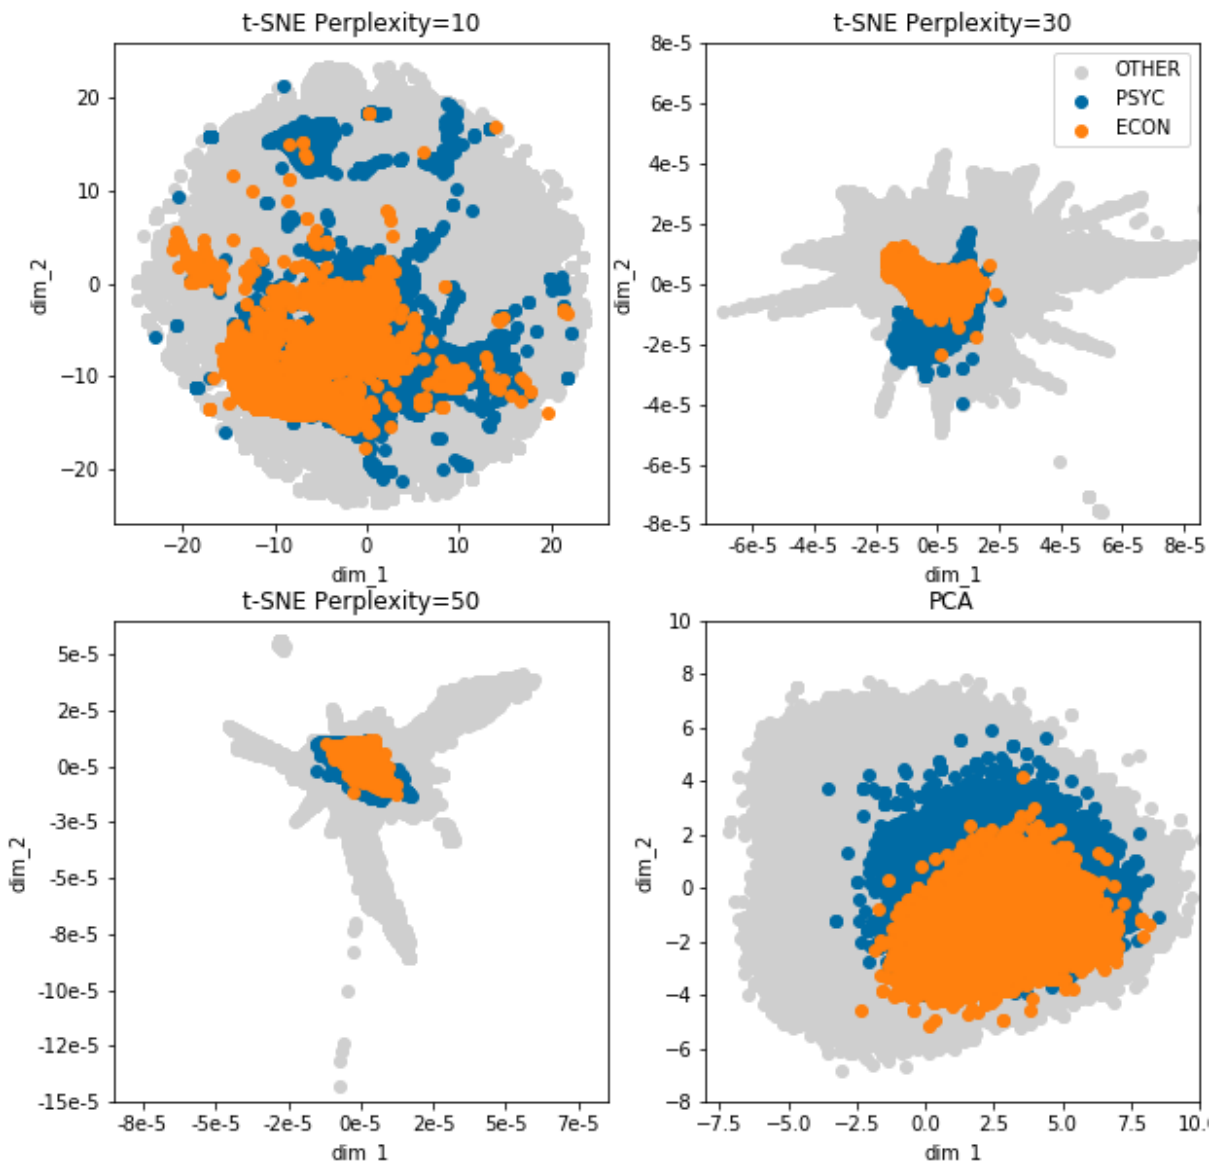 t-SNE Perplexity=10
20
10
0
−10
−20
dim_2
−20 −10 0 10 20
dim_1
t-SNE Perplexity=30
8e-5
6e-5
4e-5
2e-5
0e-5
-2e-5
-4e-5
-6e-5
-8e-5
dim_2
OTHER
PSYC
ECON
-6e-5 -4e-5 -2e-5 0e-5 2e-5 4e-5 6e-5 8e-5
dim_1
t-SNE Perplexity=50
5e-5
2e-5
0e-5
-3e-5
-5e-5
-8e-5
-10e-5
-12e-5
-15e-5
dim_2
-8e-5 -5e-5 -2e-5 0e-5 2e-5 5e-5 7e-5
dim_1
PCA
10
8
6
4
2
0
−2
−4
−6
−8
dim_2
−7.5 −5.0 −2.5 0.0 2.5 5.0 7.5 10.
dim_1